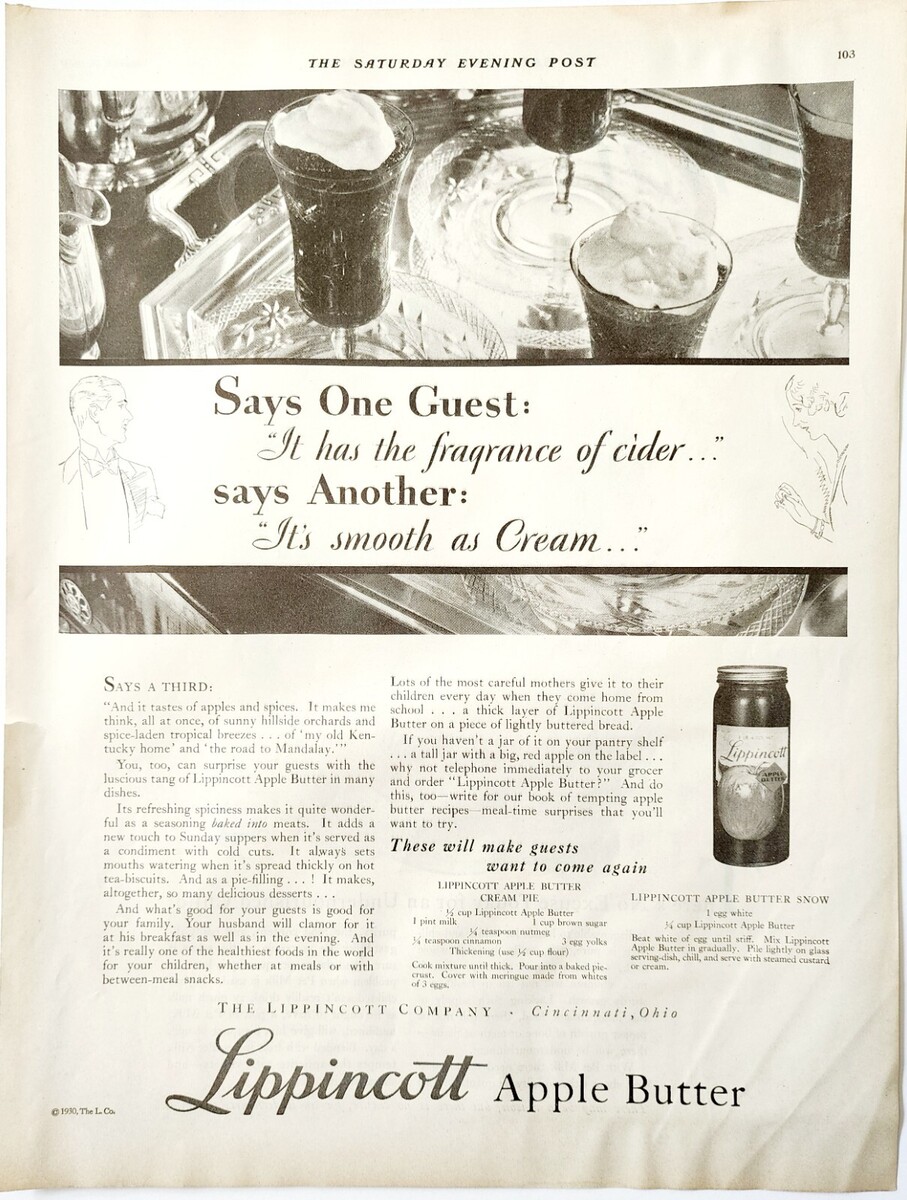 THE SATURDAY EVENING POST
103
Says One Guest:
“It has the fragrance of cider...”
says Another:
“It's smooth as Cream...”
SAYS A THIRD:
“And it tastes of apples and spices. It makes me
think, all at once, of sunny hillside orchards and
spice-laden tropical breezes . . . of ‘my old Ken-
tucky home’ and ‘the road to Mandalay.’”
You, too, can surprise your guests with the
luscious tang of Lippincott Apple Butter in many
dishes.
Its refreshing spiciness makes it quite wonder-
ful as a seasoning baked into meats. It adds a
new touch to Sunday suppers when it's served as
a condiment with cold cuts. It always sets
mouths watering when it's spread thickly on hot
tea-biscuits. And as a pie-filling . . . ! It makes,
altogether, so many delicious desserts . . .
And what's good for your guests is good for
your family. Your husband will clamor for it
at his breakfast as well as in the evening. And
it's really one of the healthiest foods in the world
for your children, whether at meals or with
between-meal snacks.
Lots of the most careful mothers give it to their
children every day when they come home from
school . . . a thick layer of Lippincott Apple
Butter on a piece of lightly buttered bread.
If you haven't a jar of it on your pantry shelf
. . . a tall jar with a big, red apple on the label . . .
why not telephone immediately to your grocer
and order “Lippincott Apple Butter?” And do
this, too—write for our book of tempting apple
butter recipes—meal-time surprises that you'll
want to try.
These will make guests
want to come again
LIPPINCOTT APPLE BUTTER
CREAM PIE
½ cup Lippincott Apple Butter
1 pint milk 1 cup brown sugar
¼ teaspoon nutmeg
¼ teaspoon cinnamon 3 egg yolks
Thickening (use ½ cup flour)
Cook mixture until thick. Pour into a baked pie-
crust. Cover with meringue made from whites
of 3 eggs.
Lippincott
APPLE
BUTTER
LIPPINCOTT APPLE BUTTER SNOW
1 egg white
¼ cup Lippincott Apple Butter
Beat white of egg until stiff. Mix Lippincott
Apple Butter in gradually. Pile lightly on glass
serving-dish, chill, and serve with steamed custard
or cream.
THE LIPPINCOTT COMPANY · Cincinnati, Ohio
Lippincott Apple Butter
© 1930, The L. Co.